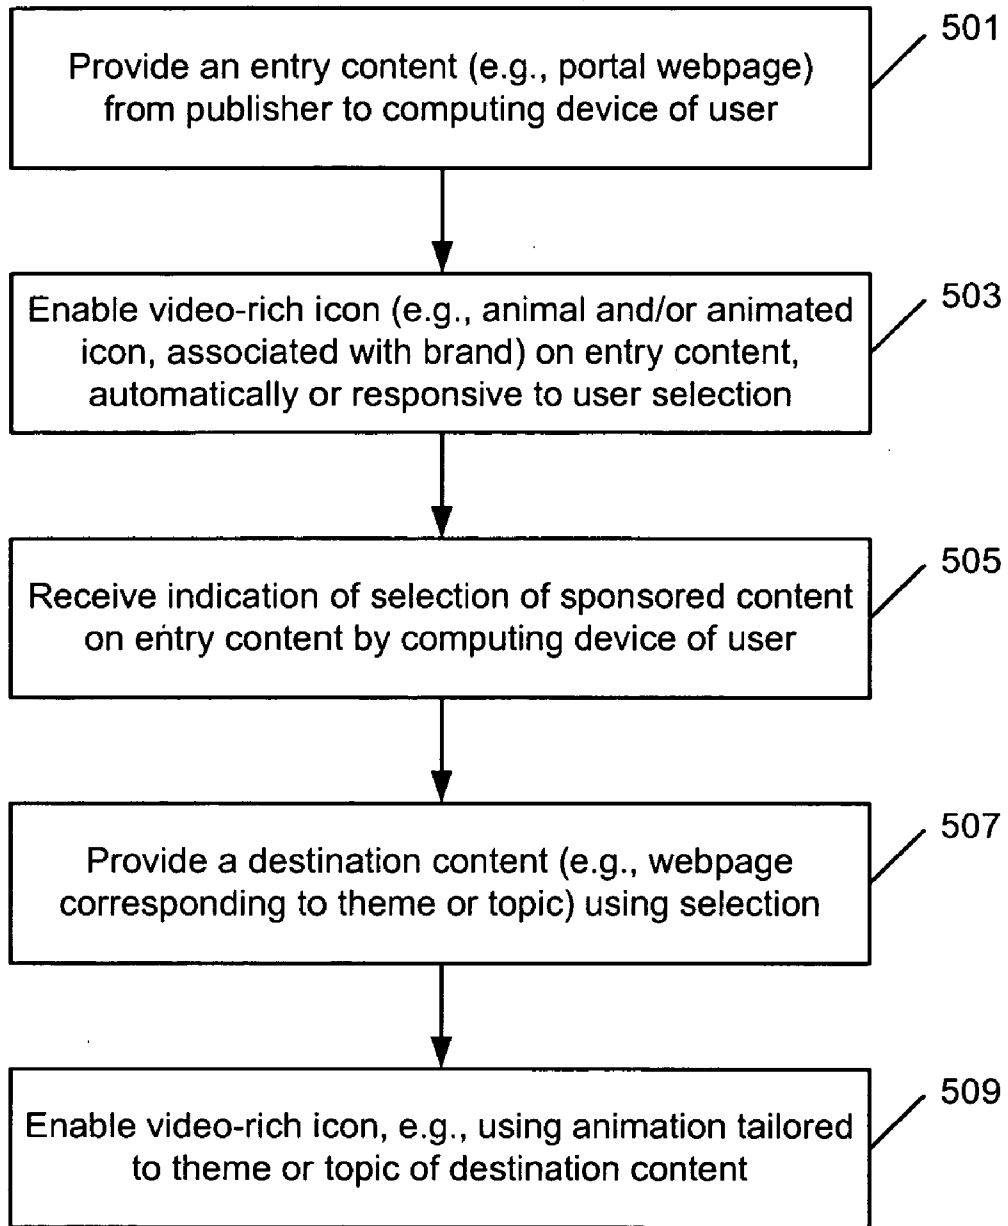 501
Provide an entry content (e.g., portal webpage)
from publisher to computing device of user
503
Enable video-rich icon (e.g., animal and/or animated
icon, associated with brand) on entry content,
automatically or responsive to user selection
505
Receive indication of selection of sponsored content
on entry content by computing device of user
507
Provide a destination content (e.g., webpage
corresponding to theme or topic) using selection
509
Enable video-rich icon, e.g., using animation tailored
to theme or topic of destination content